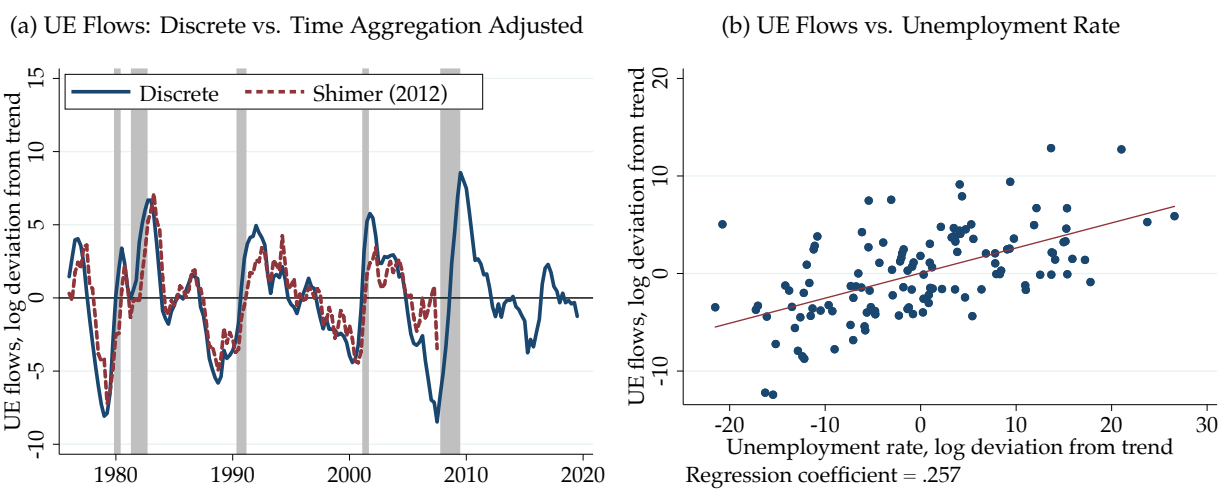 (a) UE Flows: Discrete vs. Time Aggregation Adjusted
UE flows, log deviation from trend
15
10
5
0
-5
-10
Discrete
Shimer (2012)
1980
1990
2000
2010
2020
(b) UE Flows vs. Unemployment Rate
UE flows, log deviation from trend
20
10
0
-10
-20
-10
0
10
20
30
Unemployment rate, log deviation from trend
Regression coefficient = .257